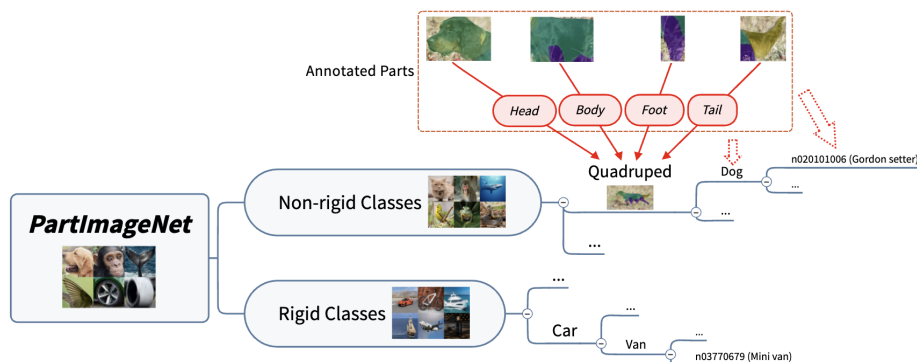 Annotated Parts
Head
Body
Foot
Tail
Quadruped
Dog
n020101006 (Gordon setter)
...
...
...
Non-rigid Classes
PartImageNet
Rigid Classes
...
Car
...
Van
...
n03770679 (Mini van)